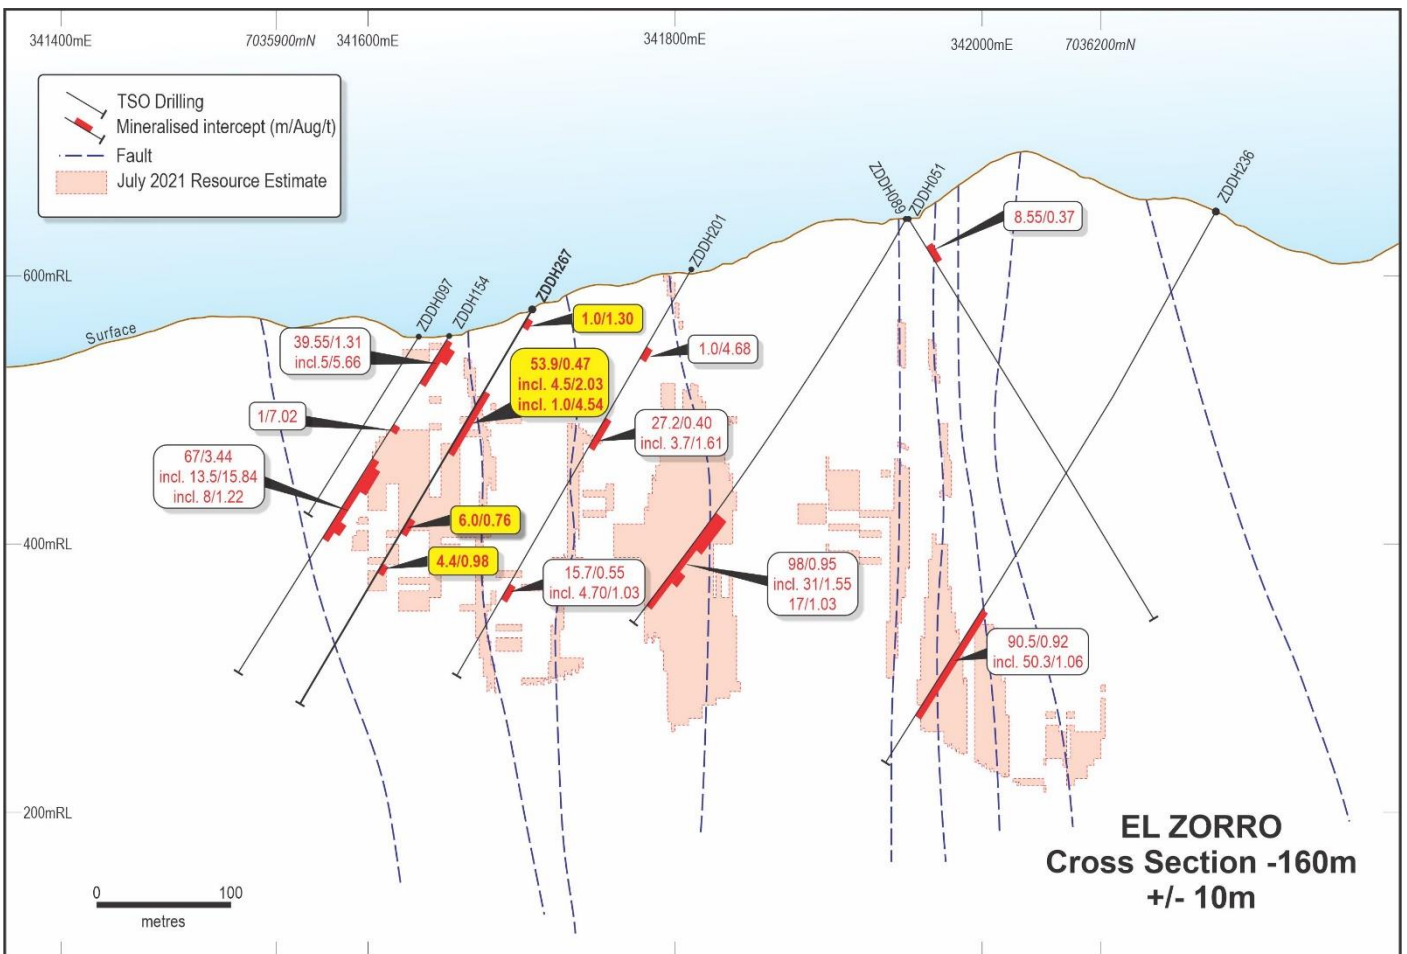 341400mE
7035900mN
341600mE
341800mE
342000mE
7036200mN
TSO Drilling
Mineralised intercept (m/Aug/t)
Fault
July 2021 Resource Estimate
ZDDH089
ZDDH051
ZDDH236
8.55/0.37
ZDDH201
600mRL
ZDDH267
ZDDH097
ZDDH154
Surface
1.0/1.30
39.55/1.31
incl.5/5.66
1.0/4.68
53.9/0.47
incl. 4.5/2.03
incl. 1.0/4.54
1/7.02
27.2/0.40
incl. 3.7/1.61
67/3.44
incl. 13.5/15.84
incl. 8/1.22
6.0/0.76
400mRL
4.4/0.98
15.7/0.55
incl. 4.70/1.03
98/0.95
incl. 31/1.55
17/1.03
90.5/0.92
incl. 50.3/1.06
200mRL
EL ZORRO
Cross Section -160m
+/- 10m
0
100
metres